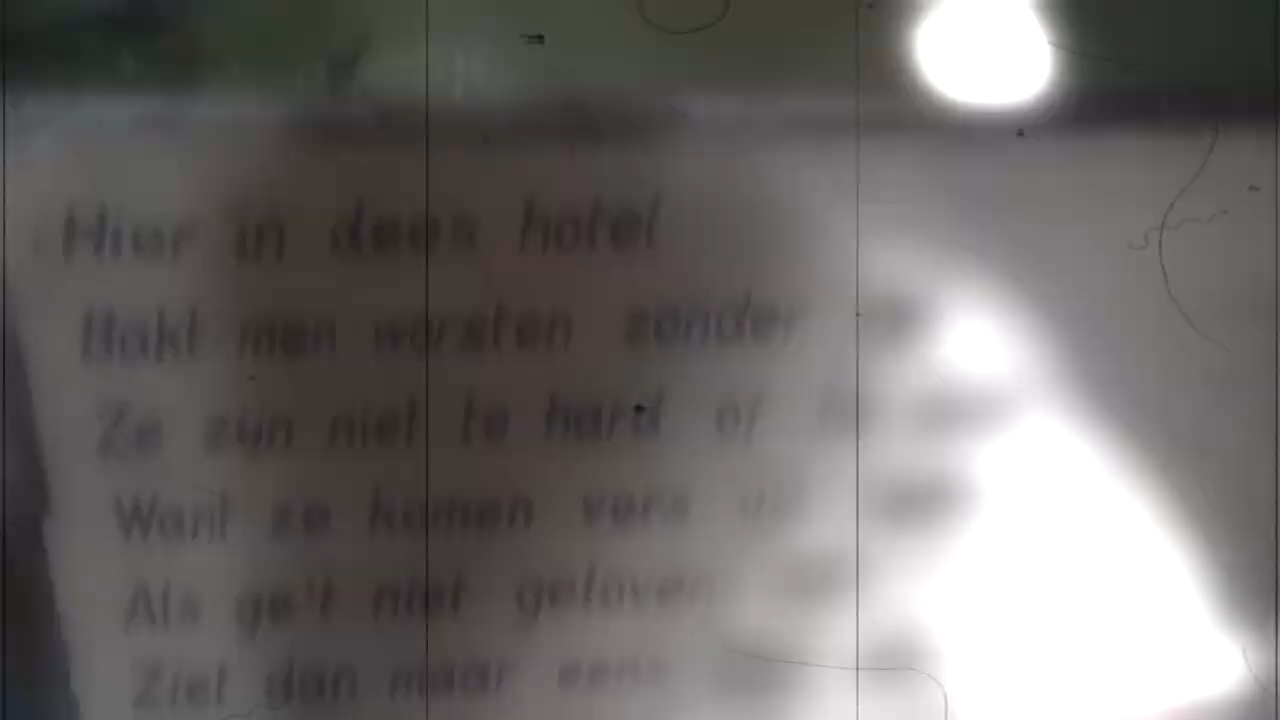 Hier in dees hotel
Hakt men worsten zonder
Ze zijn niet te hard of
Want ze komen vers
Als ge't niet geloven
Ziet dan maar eens